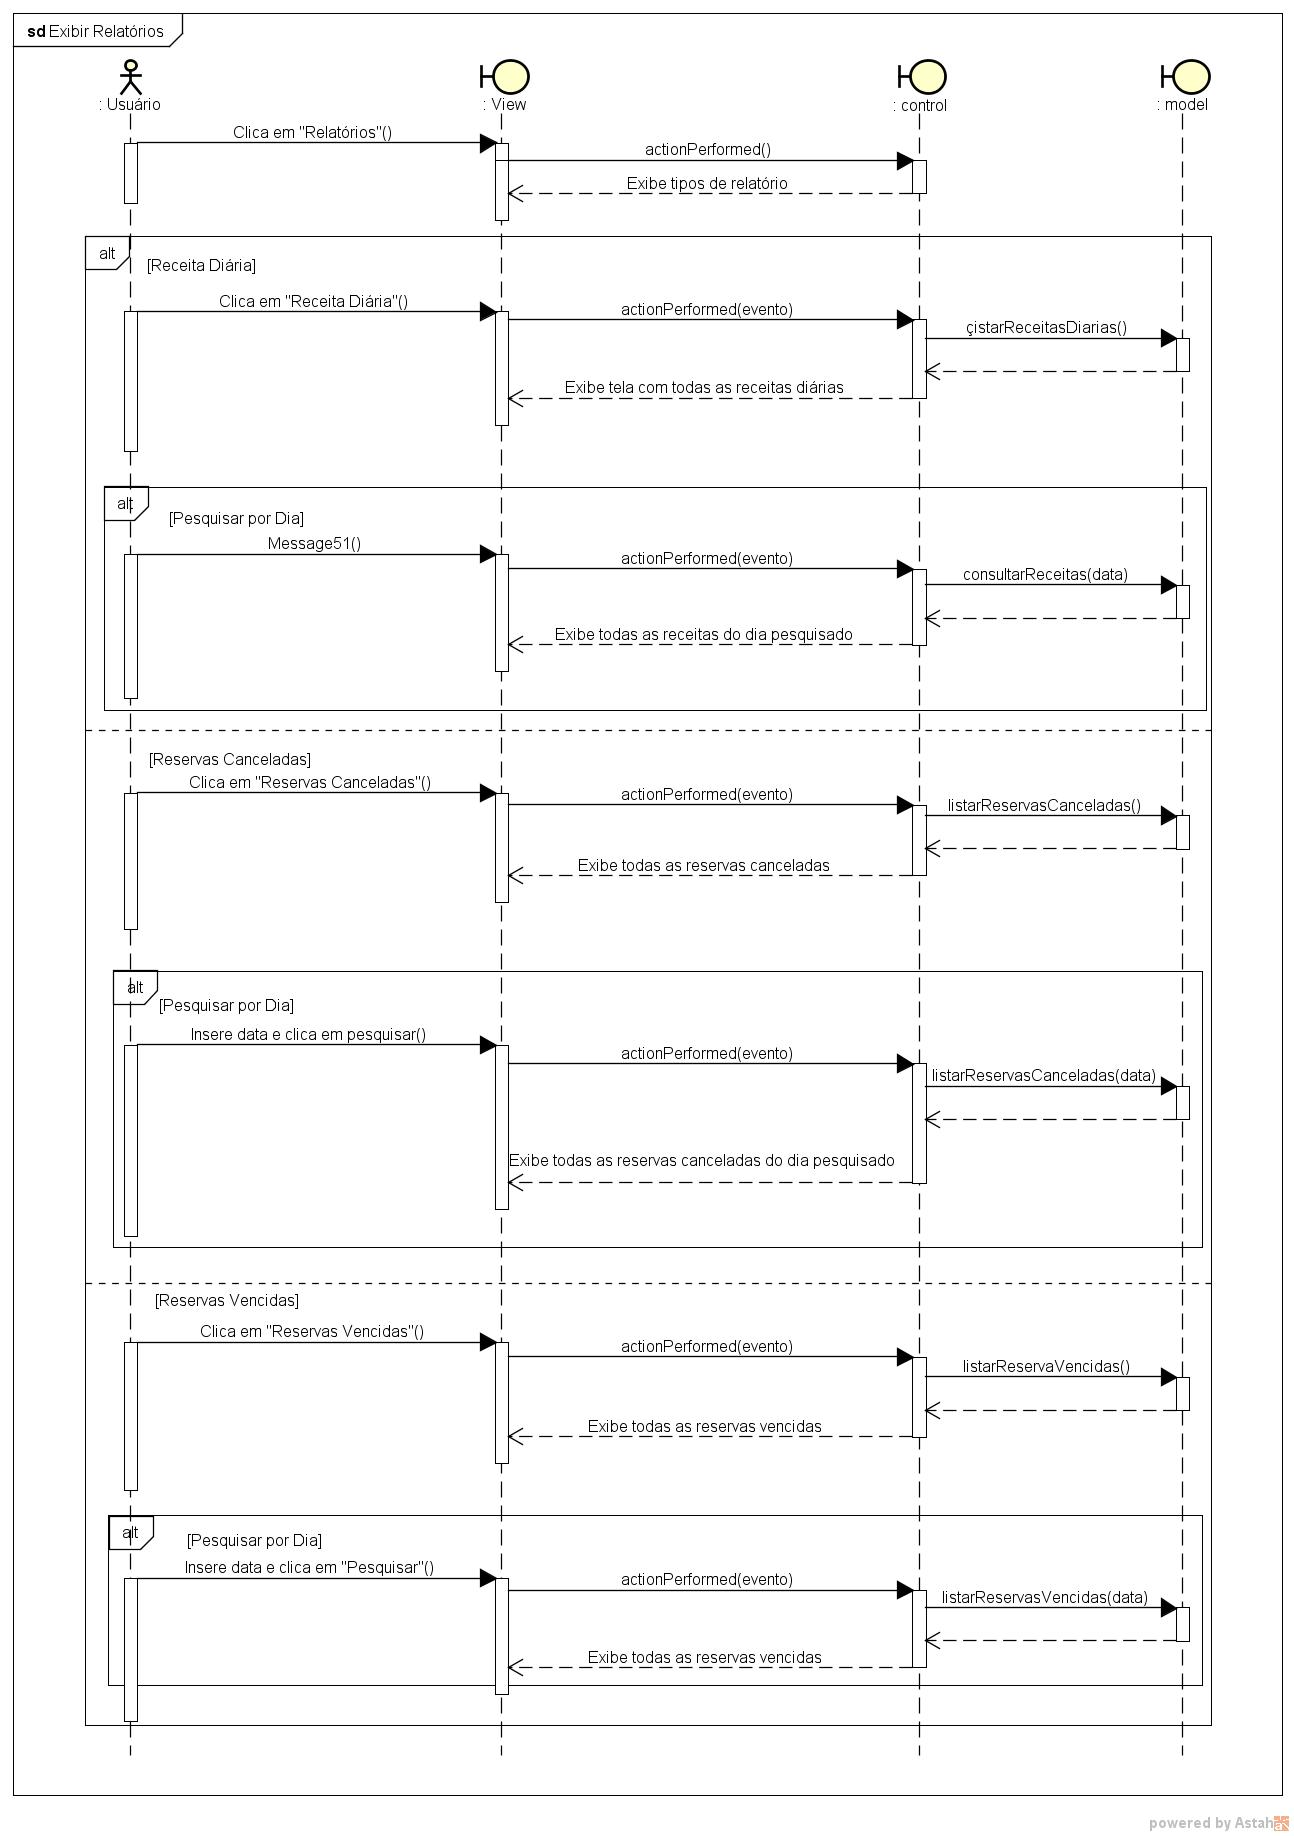 sd Exibir Relatórios
: Usuário
: View
: control
: model
Clica em "Relatórios"()
actionPerformed()
Exibe tipos de relatório
alt
[Receita Diária]
Clica em "Receita Diária"()
actionPerformed(evento)
çistarReceitasDiarias()
Exibe tela com todas as receitas diárias
alt
[Pesquisar por Dia]
Message51()
actionPerformed(evento)
consultarReceitas(data)
Exibe todas as receitas do dia pesquisado
[Reservas Canceladas]
Clica em "Reservas Canceladas"()
actionPerformed(evento)
listarReservasCanceladas()
Exibe todas as reservas canceladas
alt
[Pesquisar por Dia]
Insere data e clica em pesquisar()
actionPerformed(evento)
listarReservasCanceladas(data)
Exibe todas as reservas canceladas do dia pesquisado
[Reservas Vencidas]
Clica em "Reservas Vencidas"()
actionPerformed(evento)
listarReservaVencidas()
Exibe todas as reservas vencidas
alt
[Pesquisar por Dia]
Insere data e clica em "Pesquisar"()
actionPerformed(evento)
listarReservasVencidas(data)
Exibe todas as reservas vencidas
powered by Astah